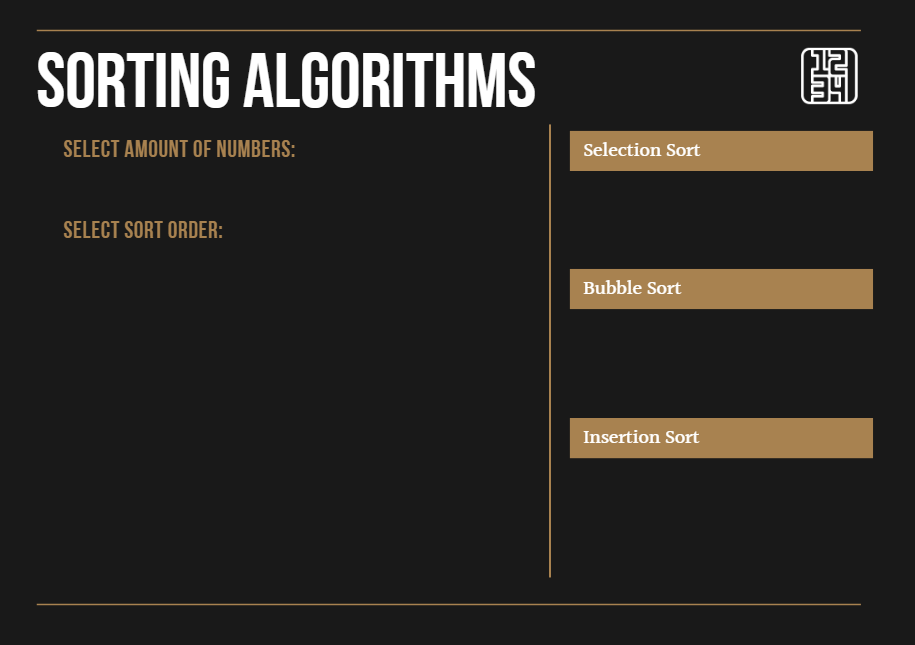 SORTING ALGORITHMS
12
34
SELECT AMOUNT OF NUMBERS:
SELECT SORT ORDER:
Selection Sort
Bubble Sort
Insertion Sort